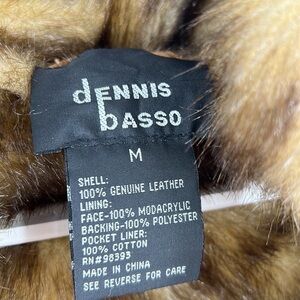 dENNIS
bASSO
M
SHELL:
100% GENUINE LEATHER
LINING:
FACE-100% MODACRYLIC
BACKING-100% POLYESTER
POCKET LINER:
100% COTTON
RN#98393
MADE IN CHINA
SEE REVERSE FOR CARE